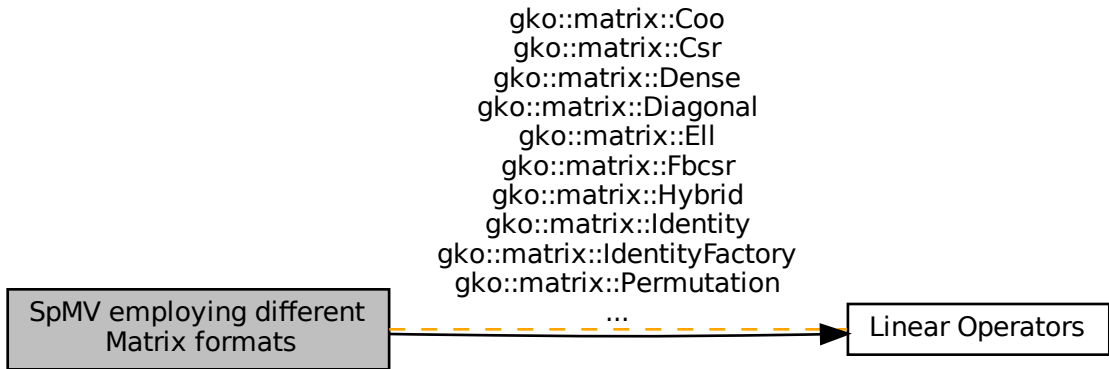 gko::matrix::Coo
gko::matrix::Csr
gko::matrix::Dense
gko::matrix::Diagonal
gko::matrix::Ell
gko::matrix::Fbcsr
gko::matrix::Hybrid
gko::matrix::Identity
gko::matrix::IdentityFactory
gko::matrix::Permutation
...
SpMV employing different
Matrix formats
Linear Operators